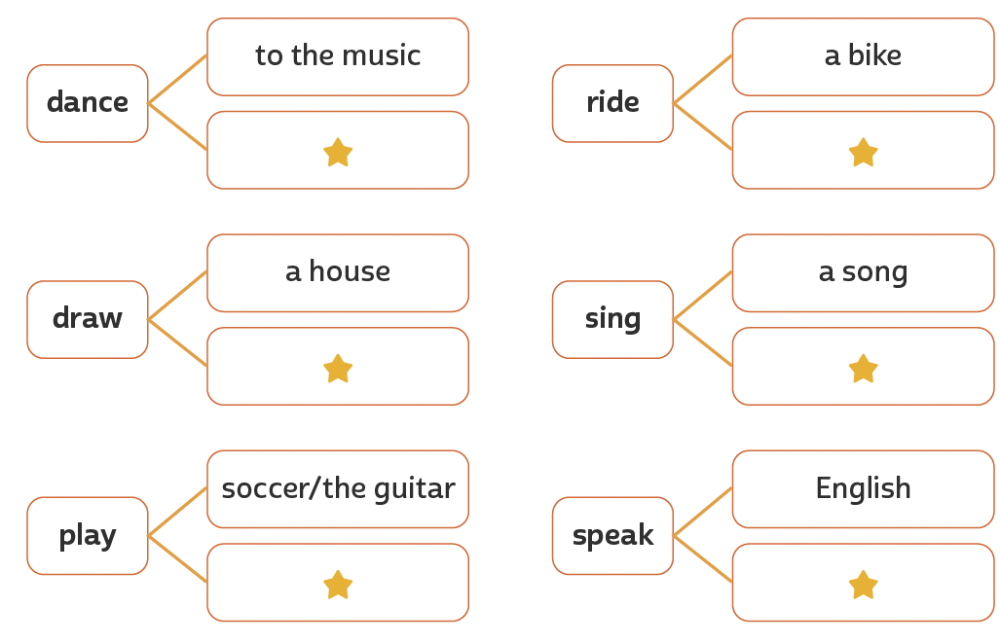 dance
to the music
ride
a bike
draw
a house
sing
a song
play
soccer/the guitar
speak
English